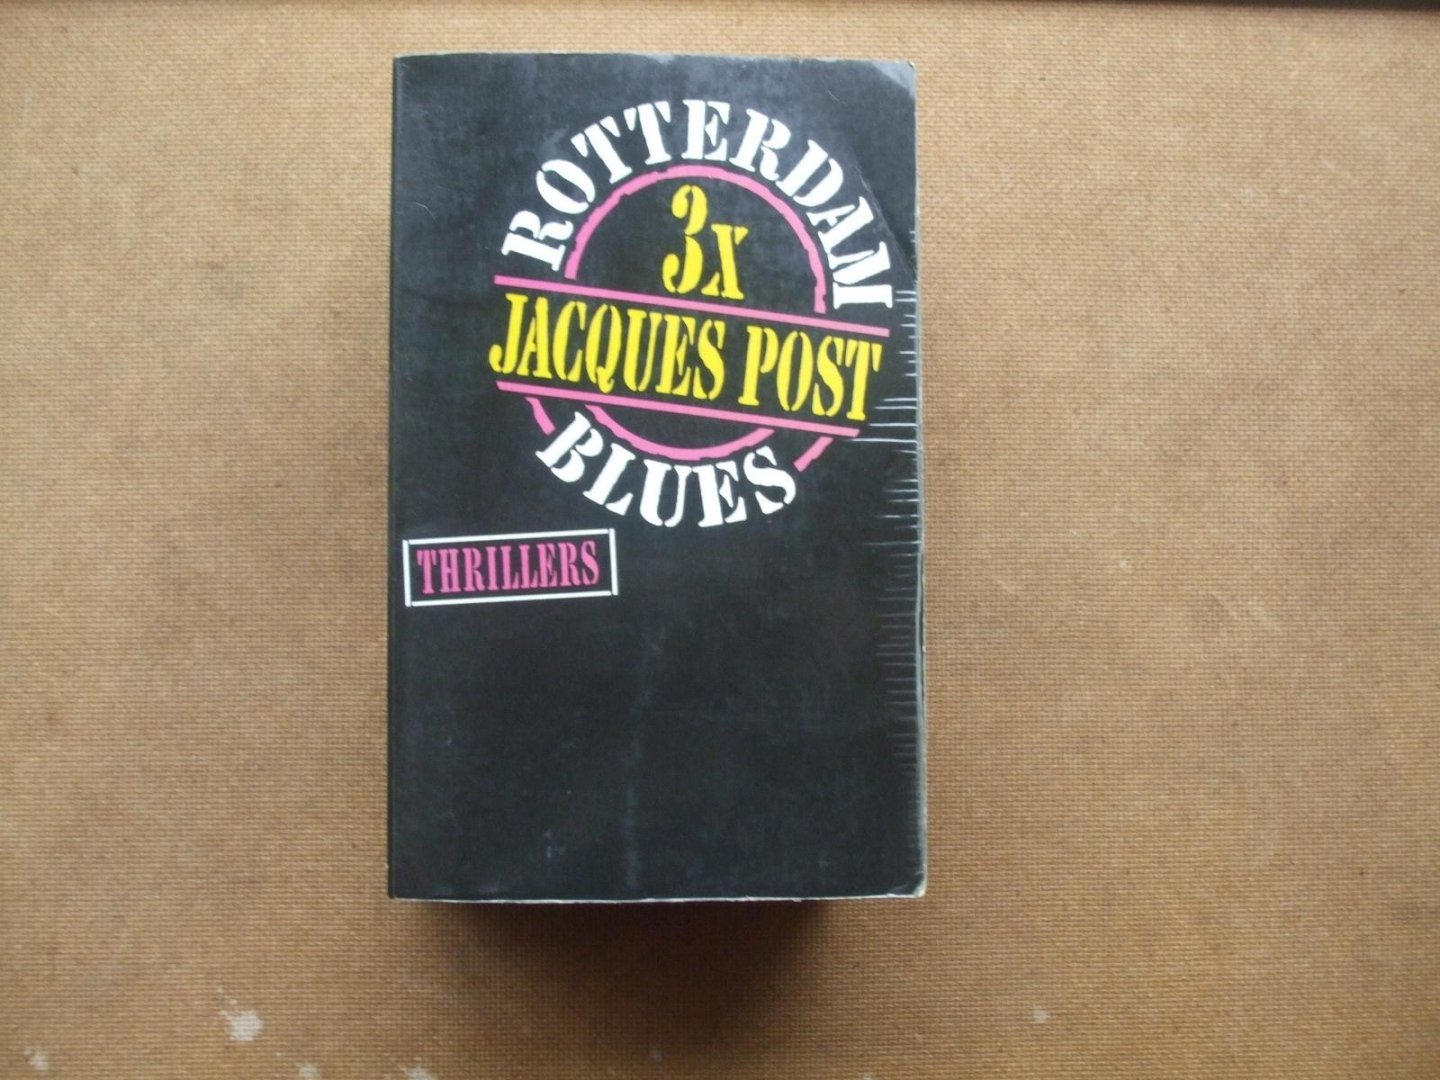 ROTTERDAM
3X
JACQUES POST
BLUES
THRILLERS